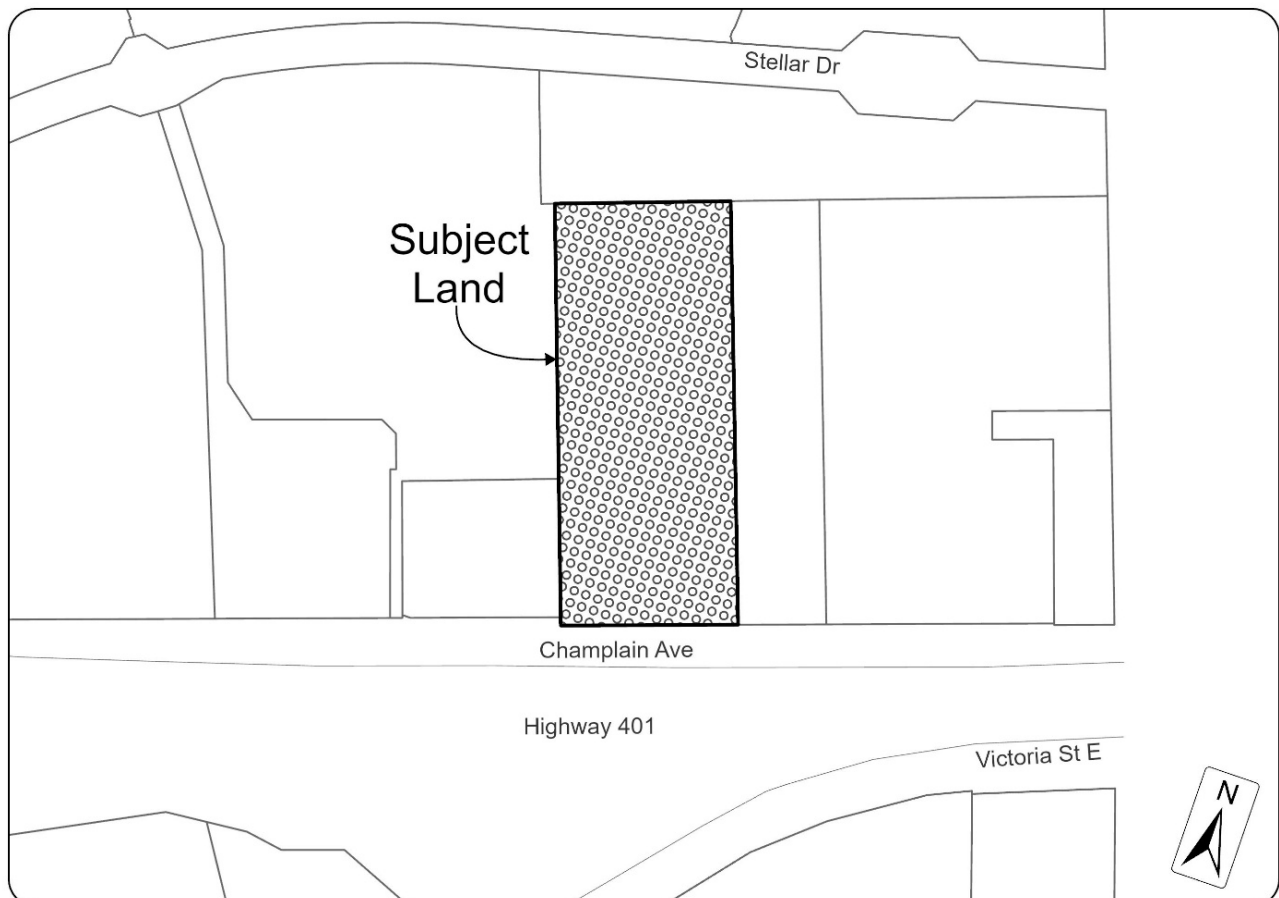 Stellar Dr
Subject
Land
Champlain Ave
Highway 401
Victoria St E
N